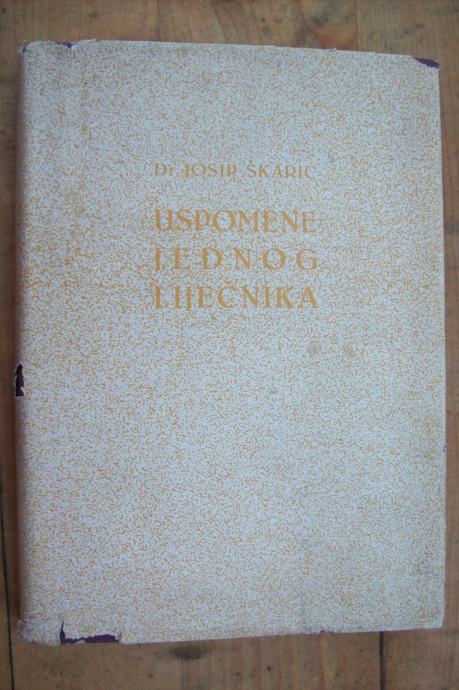 Dr JOSIP ŠKARIĆ
USPOMENE
JEDNOG
LIJEČNIKA